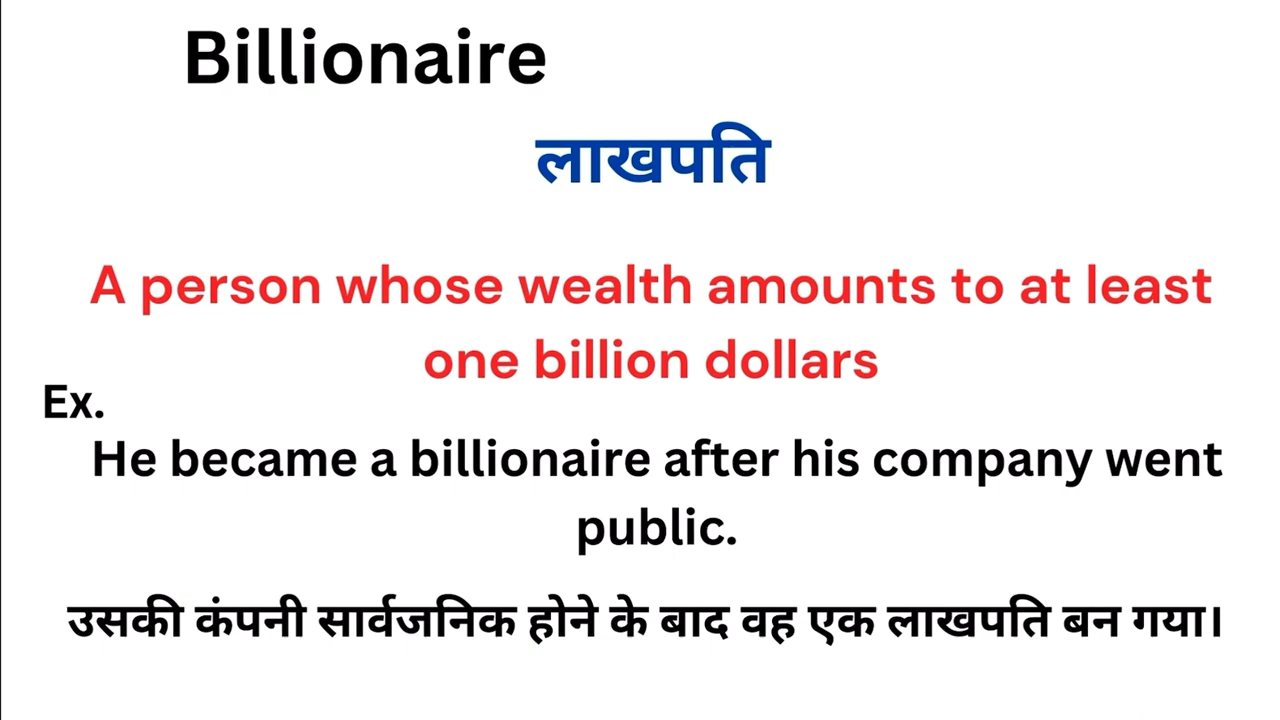 Billionaire
लाखपति
A person whose wealth amounts to at least
one billion dollars
Ex.
He became a billionaire after his company went
public.
उसकी कंपनी सार्वजनिक होने के बाद वह एक लाखपति बन गया।